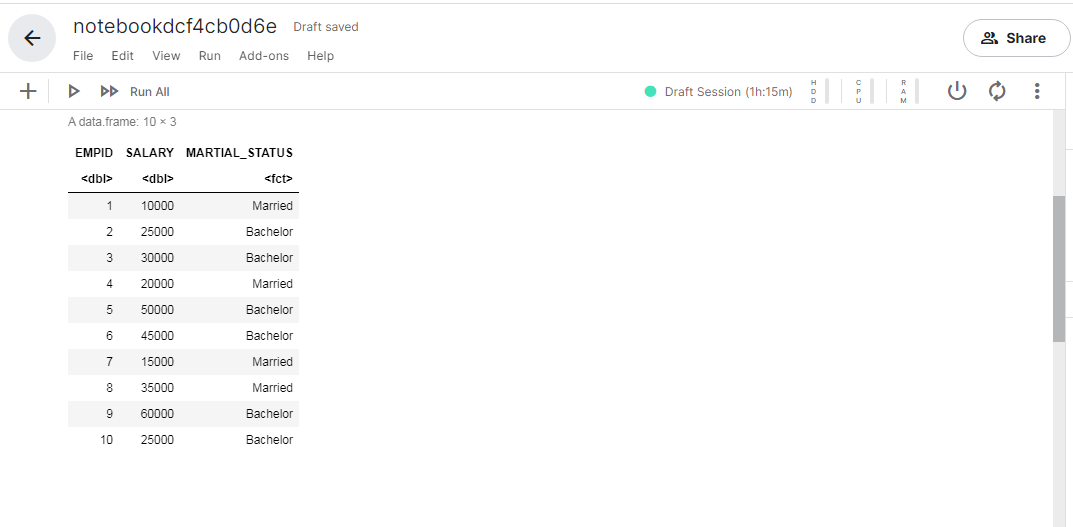 notebookdcf4cb0d6e Draft saved
Share
File Edit View Run Add-ons Help
Run All Draft Session (1h:15m) HDD CPU RAM
A data.frame: 10 × 3
EMPID SALARY MARTIAL_STATUS
<dbl> <dbl> <fct>
1 10000 Married
2 25000 Bachelor
3 30000 Bachelor
4 20000 Married
5 50000 Bachelor
6 45000 Bachelor
7 15000 Married
8 35000 Married
9 60000 Bachelor
10 25000 Bachelor